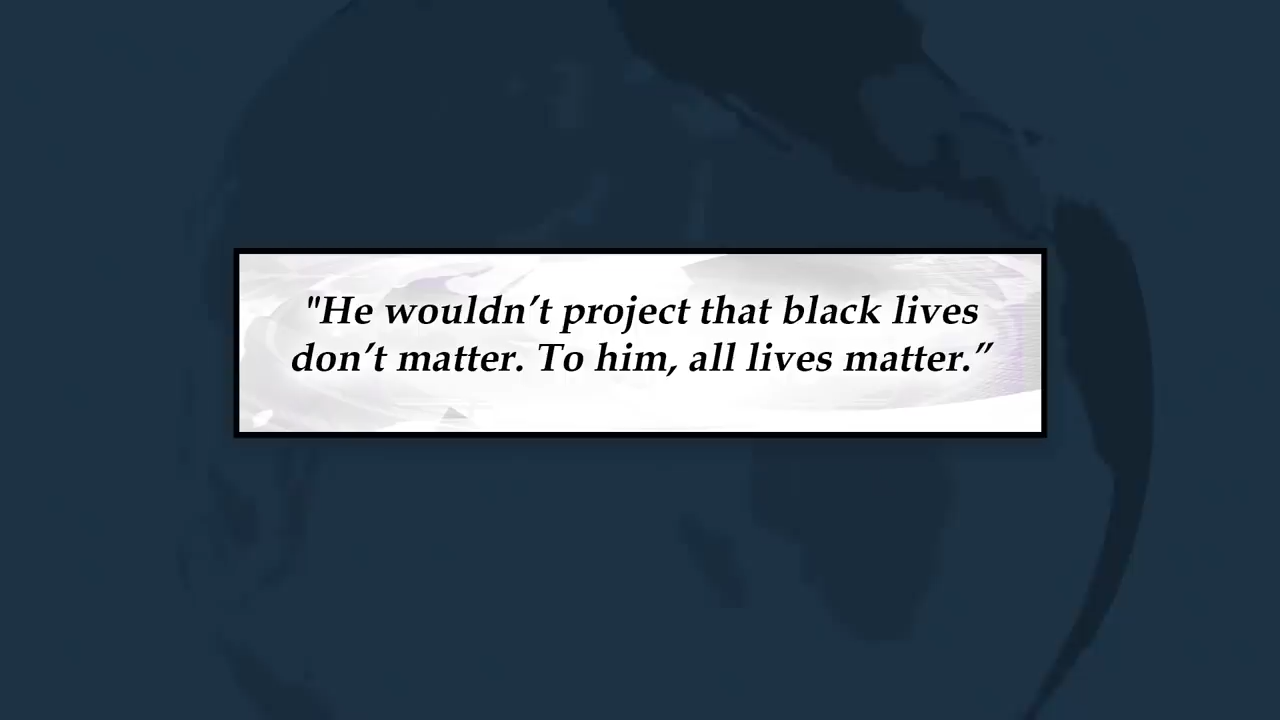 "He wouldn’t project that black lives
don’t matter. To him, all lives matter.”